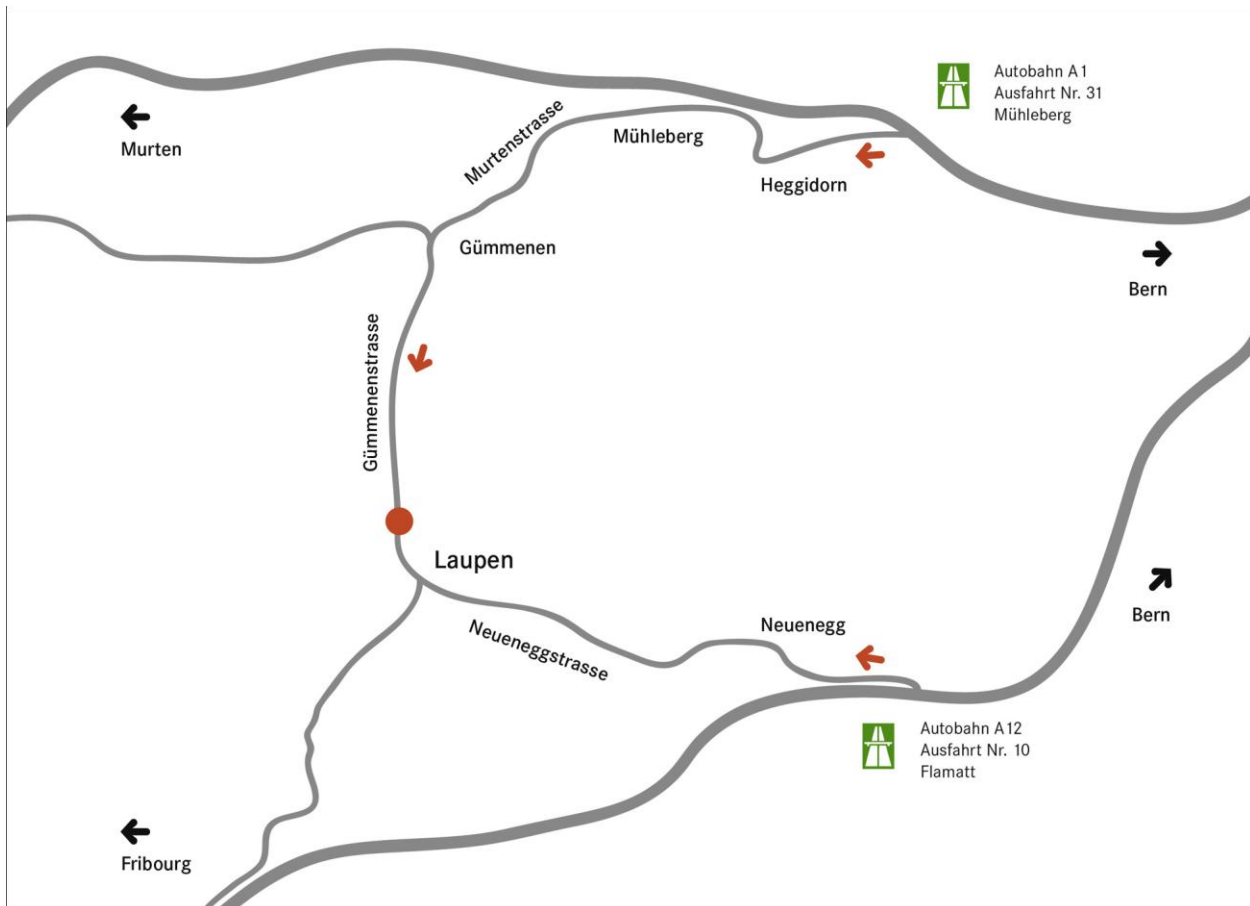 Autobahn A1
Ausfahrt Nr. 31
Mühleberg
Murten
Murtenstrasse
Mühleberg
Heggidorn
Gümmenen
Bern
Gümmenenstrasse
Laupen
Bern
Neuenegg
Neueneggstrasse
Autobahn A12
Ausfahrt Nr. 10
Flamatt
Fribourg